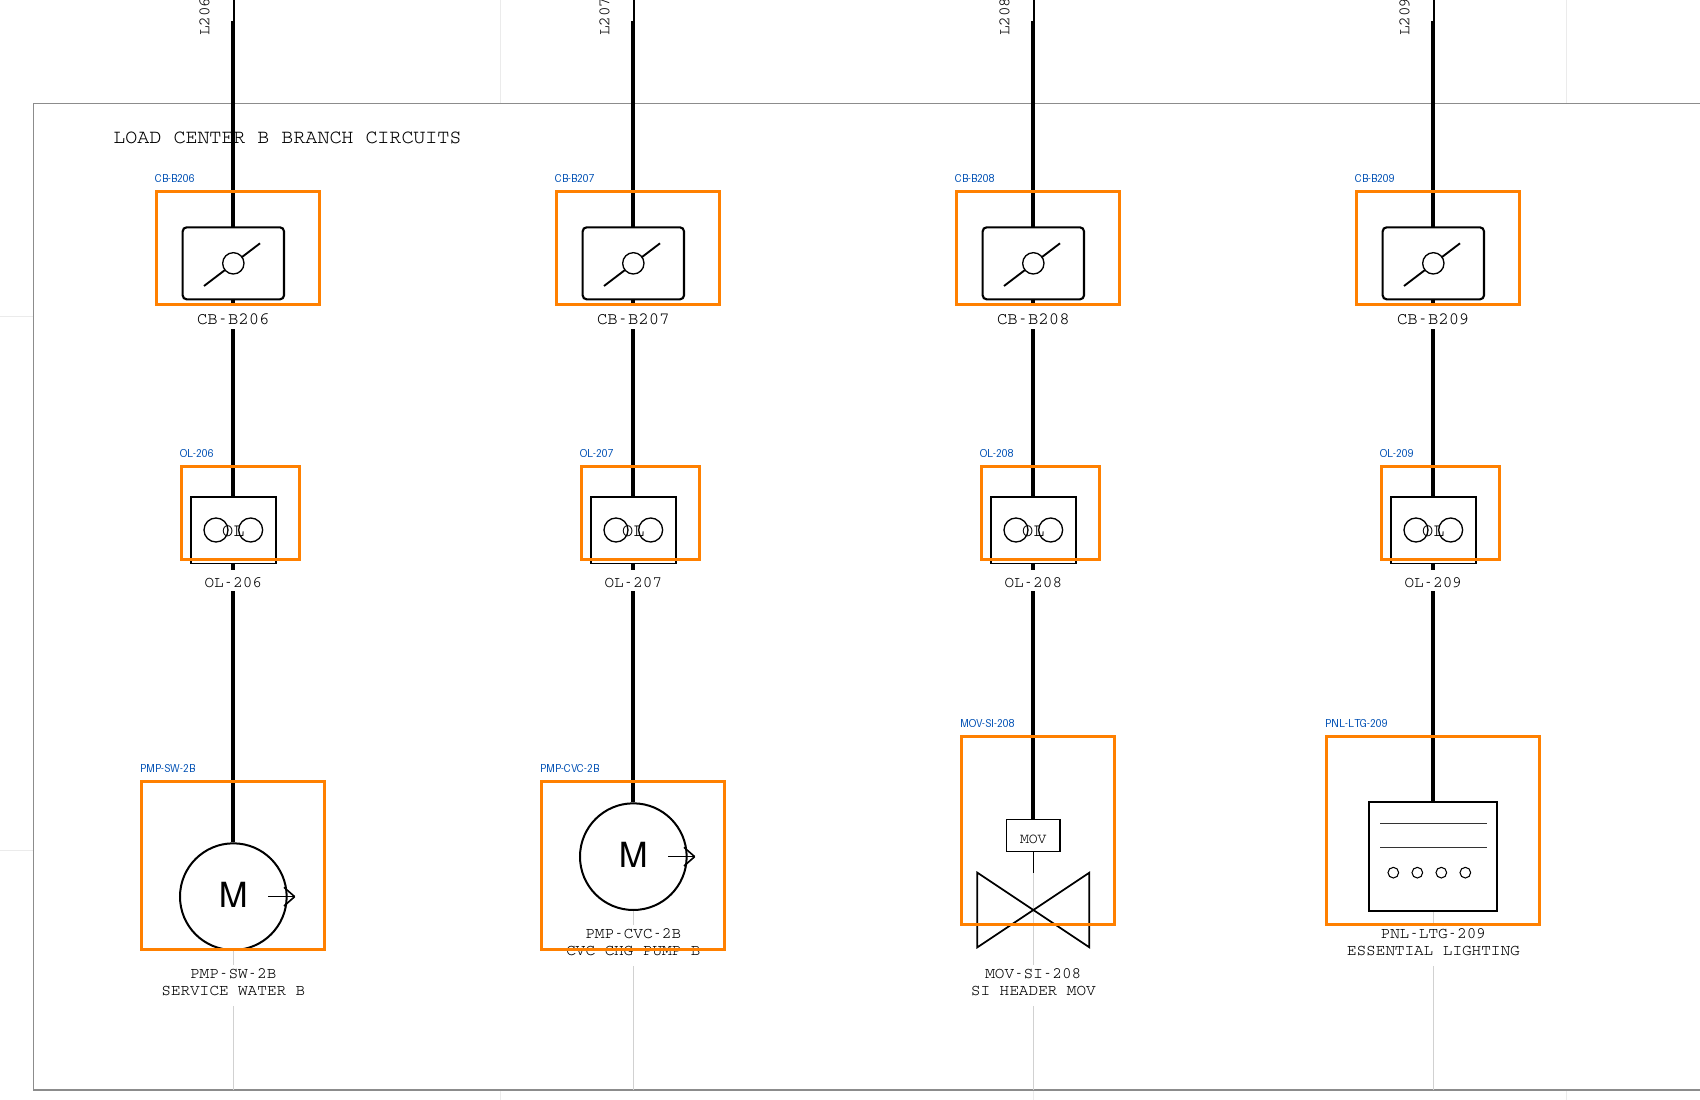 L206
L207
L208
L209
LOAD CENTER B BRANCH CIRCUITS
CB-B206
CB-B207
CB-B208
CB-B209
CB-B206
CB-B207
CB-B208
CB-B209
OL-206
OL-207
OL-208
OL-209
OL
OL
OL
OL
OL-206
OL-207
OL-208
OL-209
MOV-SI-208
PNL-LTG-209
PMP-SW-2B
PMP-CVC-2B
MOV
M
M
PMP-CVC-2B
CVC CHG PUMP B
PNL-LTG-209
ESSENTIAL LIGHTING
PMP-SW-2B
SERVICE WATER B
MOV-SI-208
SI HEADER MOV